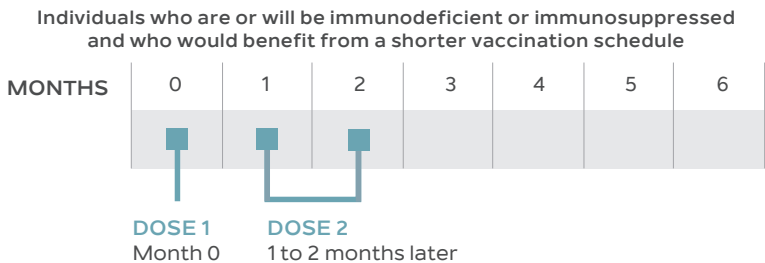 Individuals who are or will be immunodeficient or immunosuppressed
and who would benefit from a shorter vaccination schedule
MONTHS 0 1 2 3 4 5 6
DOSE 1 DOSE 2
Month 0 1 to 2 months later